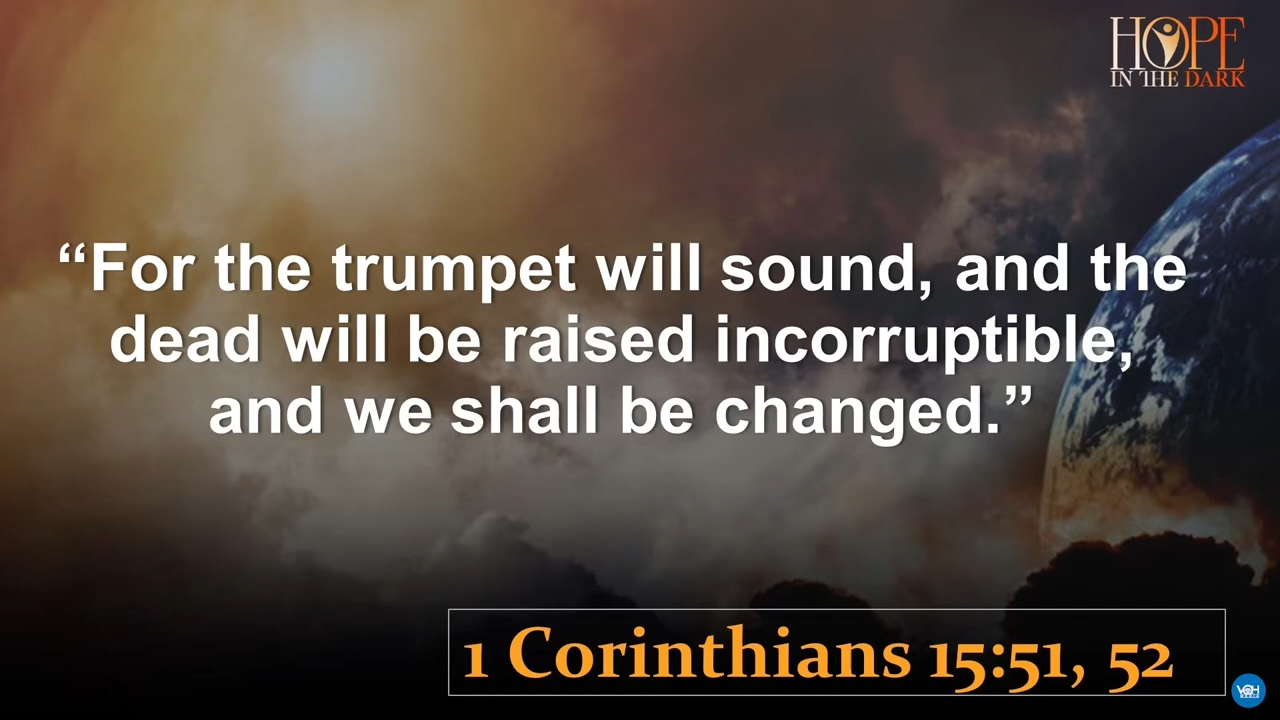 HOPE
IN THE DARK
“For the trumpet will sound, and the
dead will be raised incorruptible,
and we shall be changed.”
1 Corinthians 15:51, 52
VOH